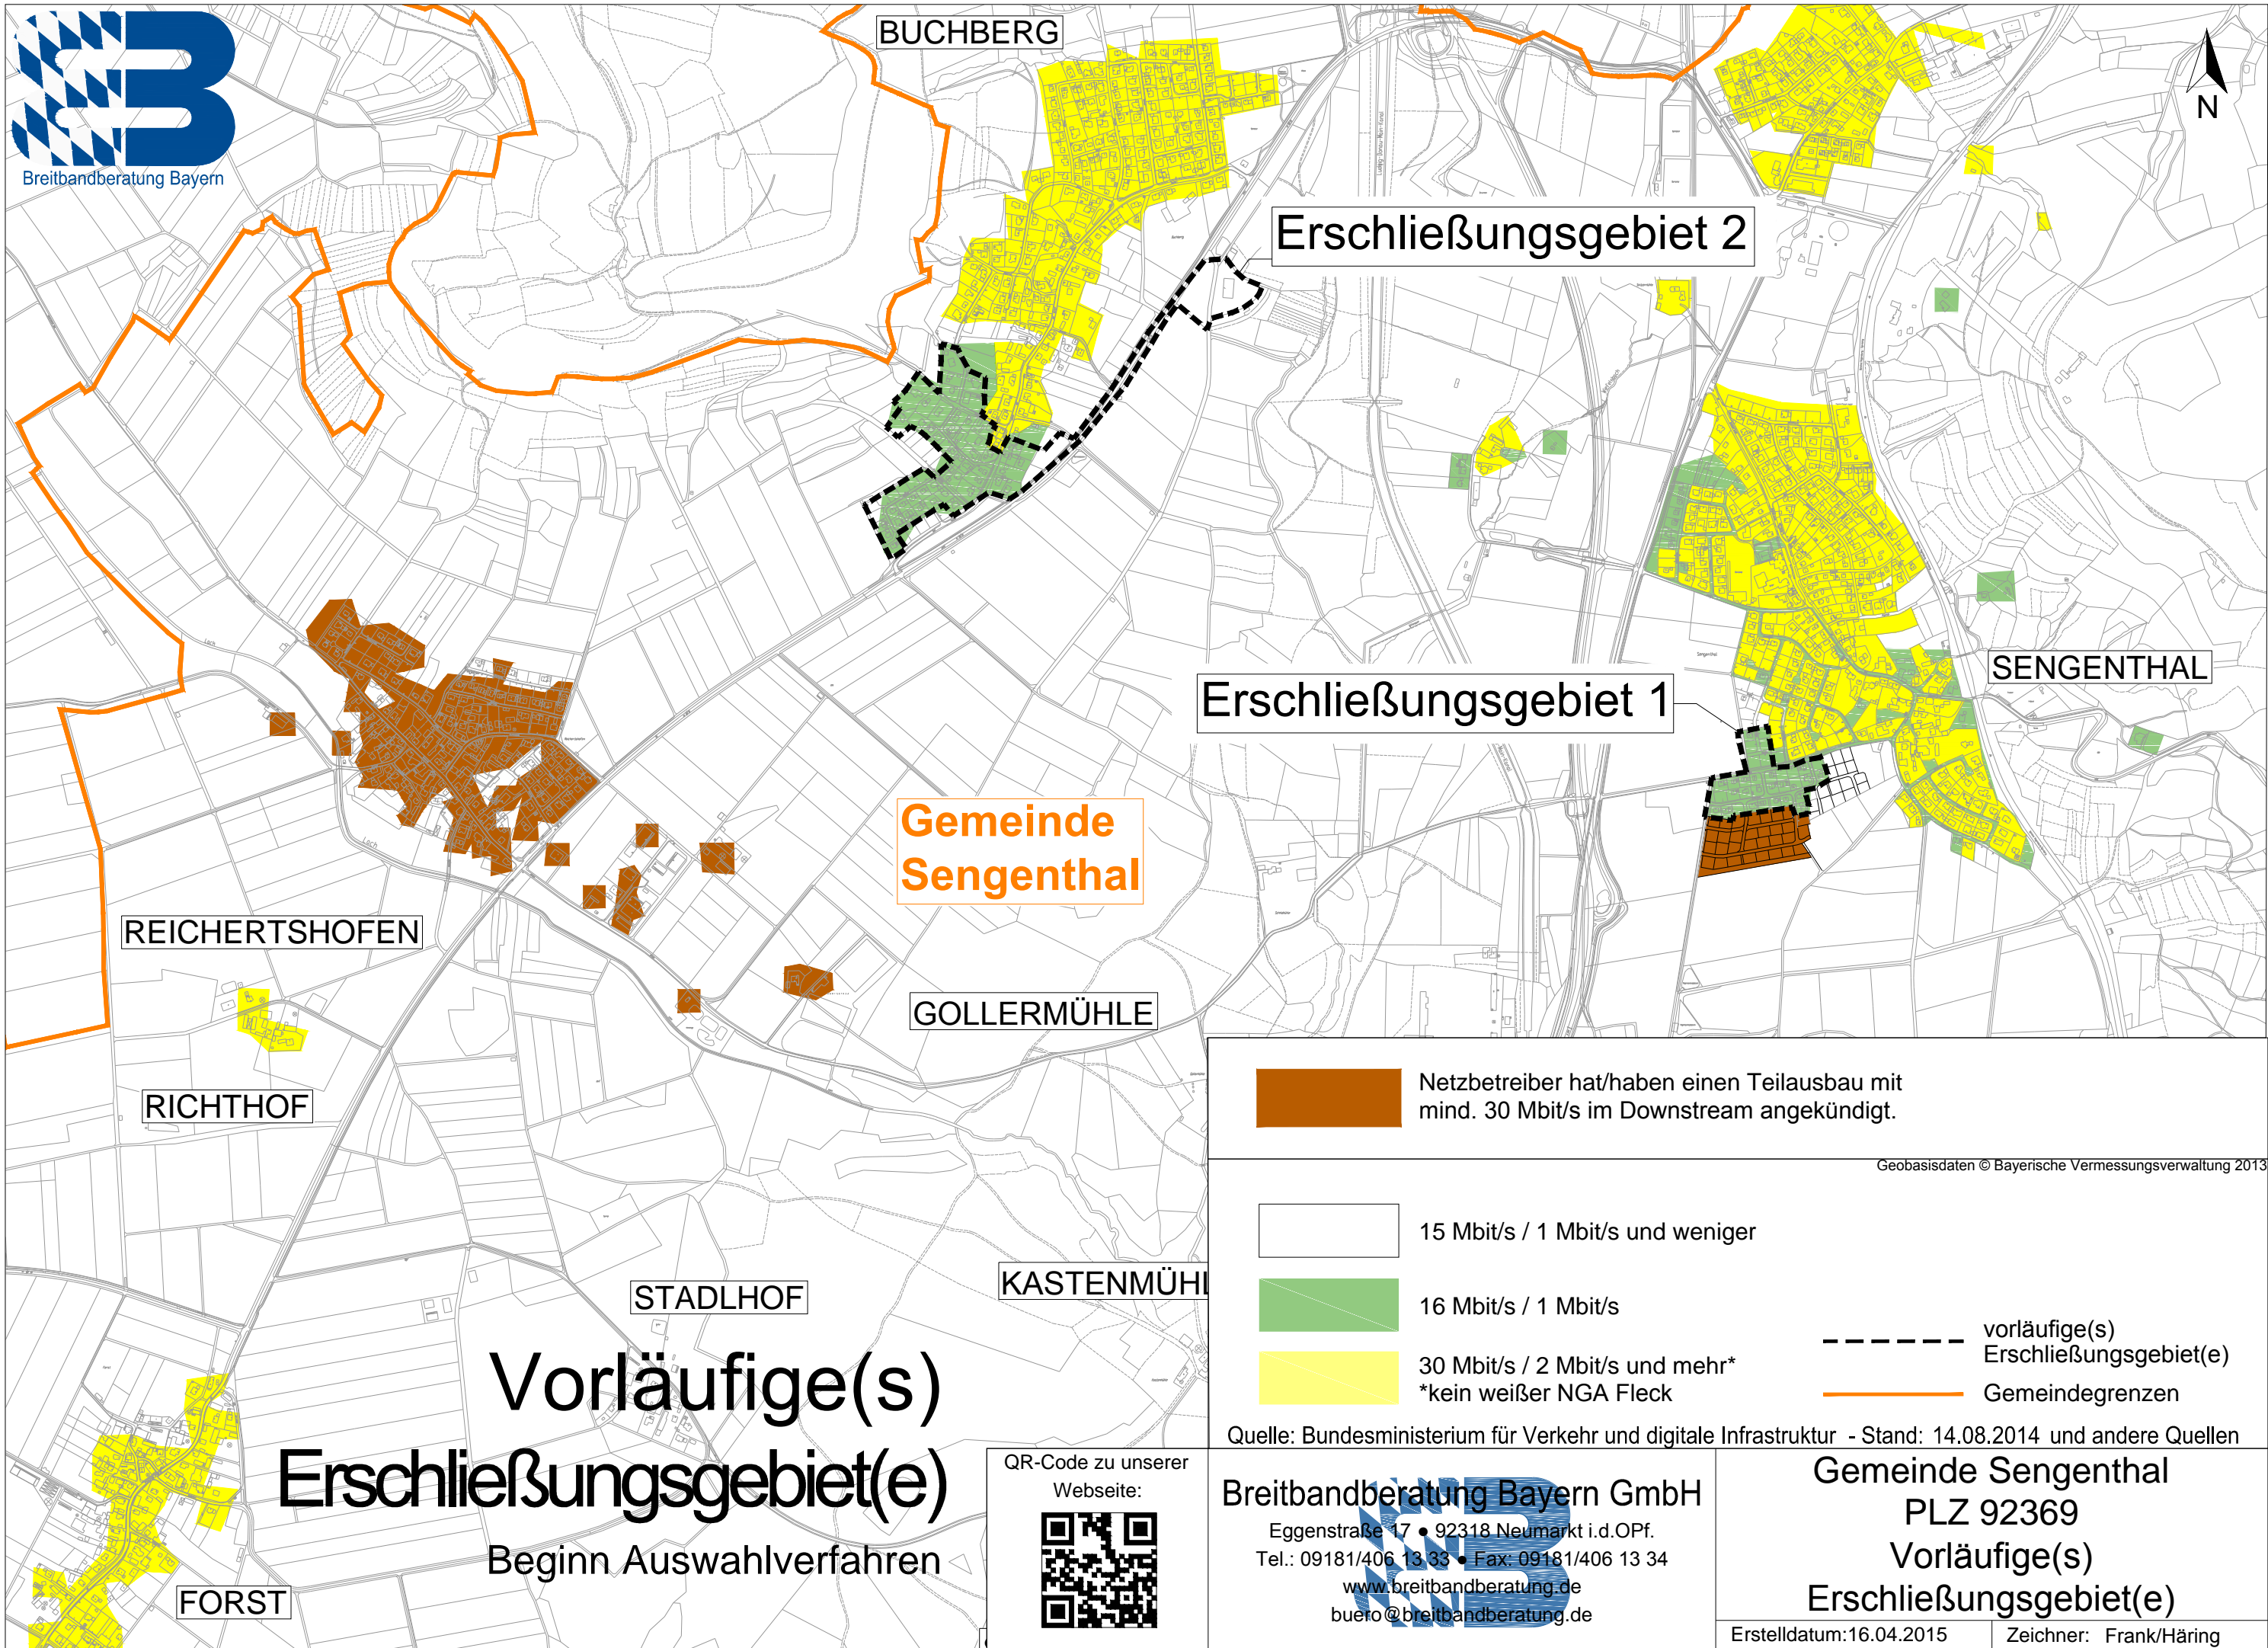 Breitbandberatung Bayern
BUCHBERG
N
Erschließungsgebiet 2
Erschließungsgebiet 1
SENGENTHAL
Gemeinde
Sengenthal
REICHERTSHOFEN
GOLLERMÜHLE
RICHTHOF
STADLHOF
KASTENMÜHL
FORST
Vorläufige(s)
Erschließungsgebiet(e)
Beginn Auswahlverfahren
Netzbetreiber hat/haben einen Teilausbau mit
mind. 30 Mbit/s im Downstream angekündigt.
Geobasisdaten © Bayerische Vermessungsverwaltung 2013
15 Mbit/s / 1 Mbit/s und weniger
16 Mbit/s / 1 Mbit/s
30 Mbit/s / 2 Mbit/s und mehr*
*kein weißer NGA Fleck
vorläufige(s)
Erschließungsgebiet(e)
Gemeindegrenzen
Quelle: Bundesministerium für Verkehr und digitale Infrastruktur - Stand: 14.08.2014 und andere Quellen
QR-Code zu unserer
Webseite:
Breitbandberatung Bayern GmbH
Eggenstraße 17 ● 92318 Neumarkt i.d.OPf.
Tel.: 09181/406 13 33 ● Fax: 09181/406 13 34
www.breitbandberatung.de
buero@breitbandberatung.de
Gemeinde Sengenthal
PLZ 92369
Vorläufige(s)
Erschließungsgebiet(e)
Erstelldatum:16.04.2015
Zeichner: Frank/Häring